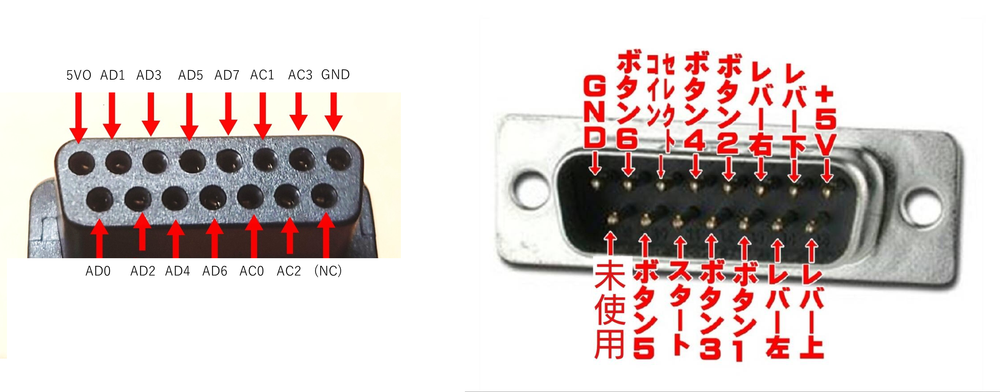 5VO AD1 AD3 AD5 AD7 AC1 AC3 GND
AD0 AD2 AD4 AD6 AC0 AC2 (NC)
GND
ボタン6
コイン
セレクト
ボタン4
ボタン2
レバー右
レバー下
+5V
未使用
ボタン5
スタート
ボタン3
ボタン1
レバー左
レバー上